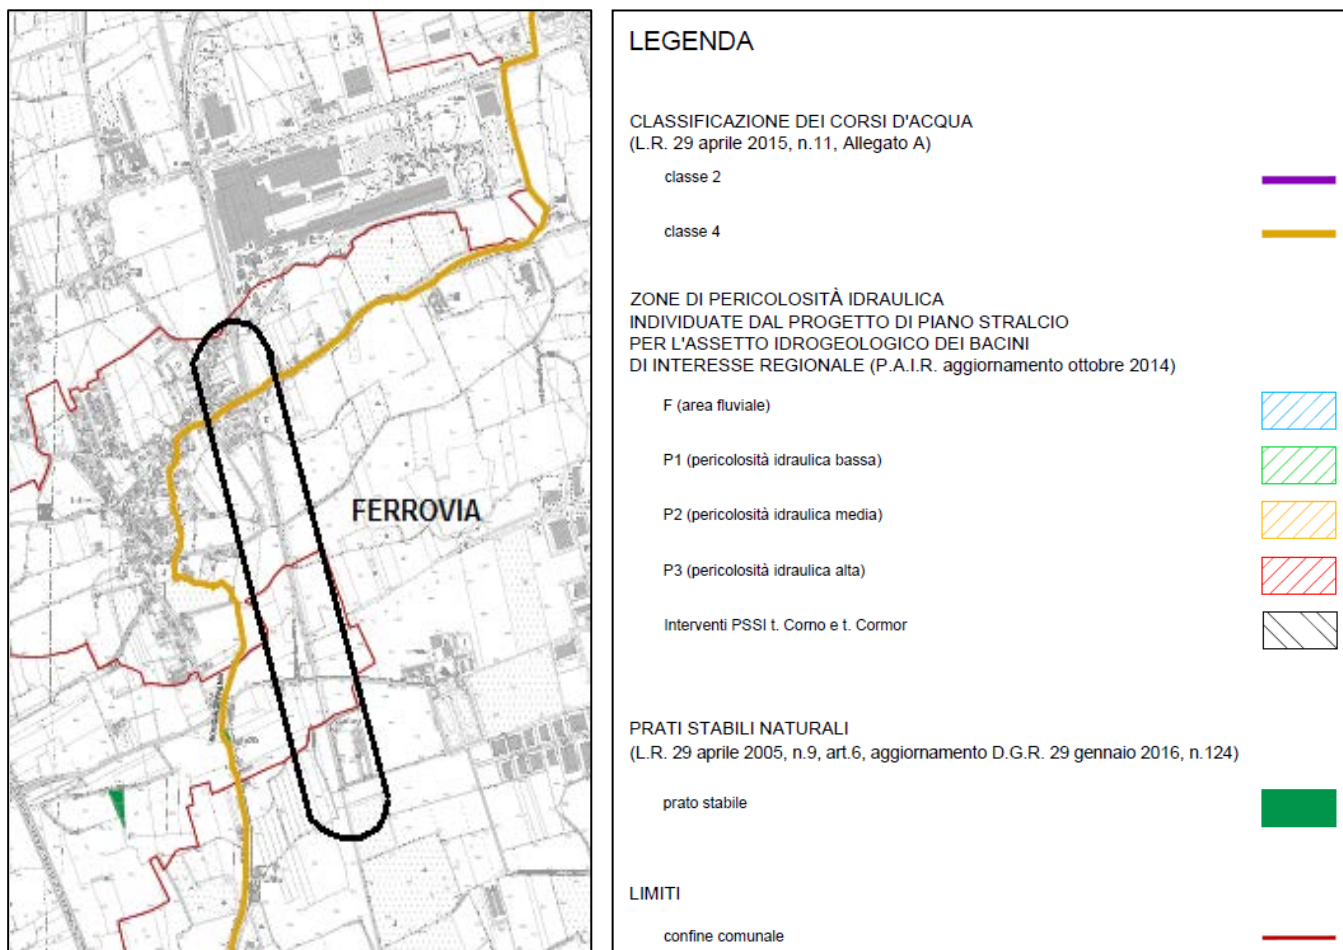 FERROVIA
LEGENDA
CLASSIFICAZIONE DEI CORSI D'ACQUA
(L.R. 29 aprile 2015, n.11, Allegato A)
classe 2
classe 4
ZONE DI PERICOLOSITÀ IDRAULICA
INDIVIDUATE DAL PROGETTO DI PIANO STRALCIO
PER L'ASSETTO IDROGEOLOGICO DEI BACINI
DI INTERESSE REGIONALE (P.A.I.R. aggiornamento ottobre 2014)
F (area fluviale)
P1 (pericolosità idraulica bassa)
P2 (pericolosità idraulica media)
P3 (pericolosità idraulica alta)
Interventi PSSI t. Corno e t. Cormor
PRATI STABILI NATURALI
(L.R. 29 aprile 2005, n.9, art.6, aggiornamento D.G.R. 29 gennaio 2016, n.124)
prato stabile
LIMITI
confine comunale